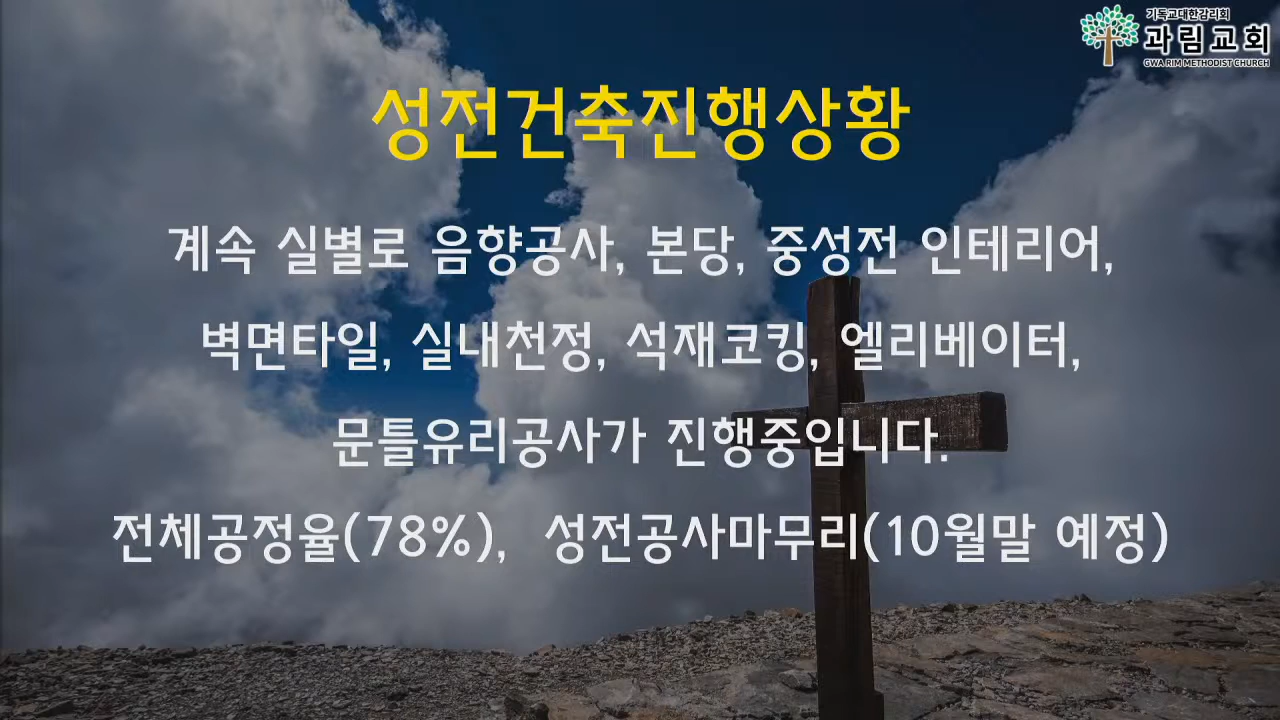 기독교대한감리회
과림교회
GWA RIM METHODIST CHURCH
성전건축진행상황
계속 실별로 음향공사, 본당, 중성전 인테리어,
벽면타일, 실내천정, 석재코킹, 엘리베이터,
문틀유리공사가 진행중입니다.
전체공정율(78%), 성전공사마무리(10월말 예정)